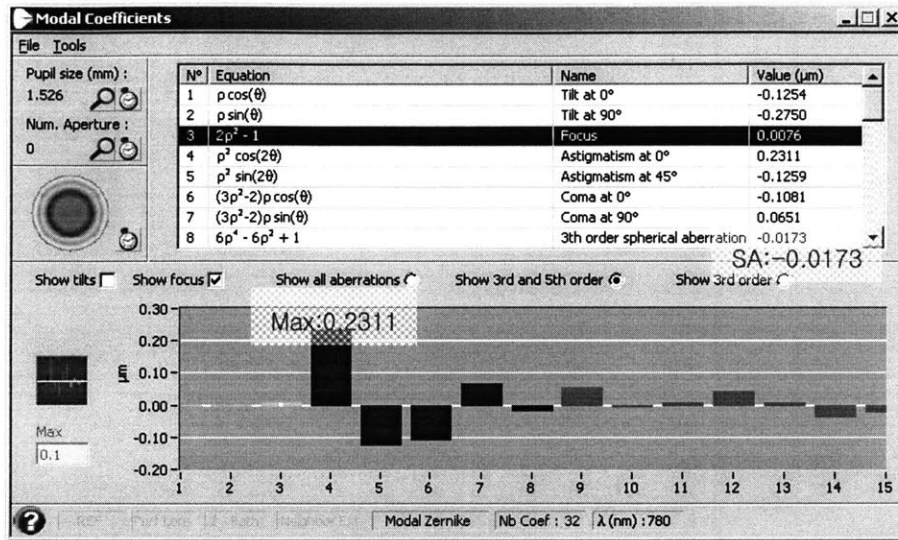 Modal Coefficients
File Tools
Pupil size (mm) :
1.526
Num. Aperture :
0
N° Equation Name Value (µm)
1 ρ cos(θ) Tilt at 0° -0.1254
2 ρ sin(θ) Tilt at 90° -0.2750
3 2ρ² - 1 Focus 0.0076
4 ρ² cos(2θ) Astigmatism at 0° 0.2311
5 ρ² sin(2θ) Astigmatism at 45° -0.1259
6 (3ρ²-2)ρ cos(θ) Coma at 0° -0.1081
7 (3ρ²-2)ρ sin(θ) Coma at 90° 0.0651
8 6ρ⁴ - 6ρ² + 1 3th order spherical aberration -0.0173
SA:-0.0173
Show tilts Show focus Show all aberrations Show 3rd and 5th order Show 3rd order
Max:0.2311
0.30
0.20
0.10
0.00
-0.10
-0.20
µm
Max
0.1
1 2 3 4 5 6 7 8 9 10 11 12 13 14 15
? REF Modal Zernike Nb Coef : 32 λ (nm) :780